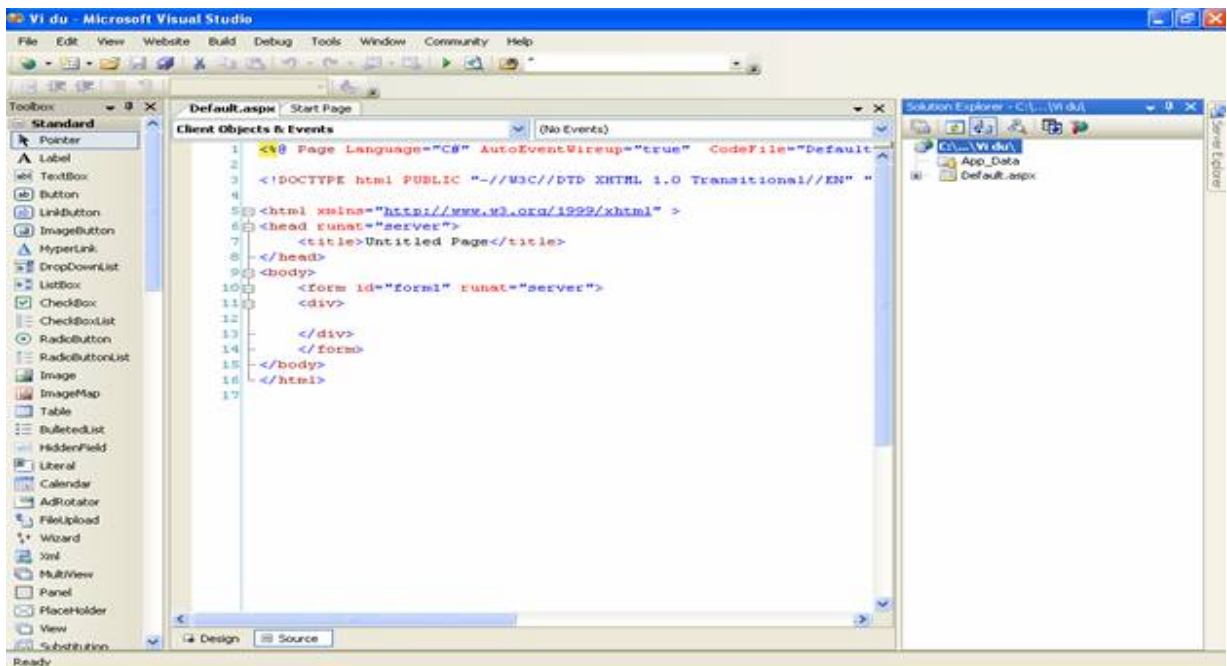 Vi du - Microsoft Visual Studio
File Edit View Website Build Debug Tools Window Community Help
Toolbox
Standard
Pointer
Label
TextBox
Button
LinkButton
ImageButton
HyperLink
DropDownList
ListBox
CheckBox
CheckBoxList
RadioButton
RadioButtonList
Image
ImageMap
Table
BulletedList
HiddenField
Literal
Calendar
AdRotator
FileUpload
Wizard
Xml
MultiView
Panel
PlaceHolder
View
Substitution
Default.aspx Start Page
Client Objects & Events (No Events)
1 <%@ Page Language="C#" AutoEventWireup="true" CodeFile="Default
2
3 <!DOCTYPE html PUBLIC "-//W3C//DTD XHTML 1.0 Transitional//EN" "
4
5 <html xmlns="http://www.w3.org/1999/xhtml" >
6 <head runat="server">
7 <title>Untitled Page</title>
8 </head>
9 <body>
10 <form id="form1" runat="server">
11 <div>
12
13 </div>
14 </form>
15 </body>
16 </html>
17
Design Source
Solution Explorer - C:\...\Vi du\
C:\...\Vi du\
App_Data
Default.aspx
Server Explorer
Ready